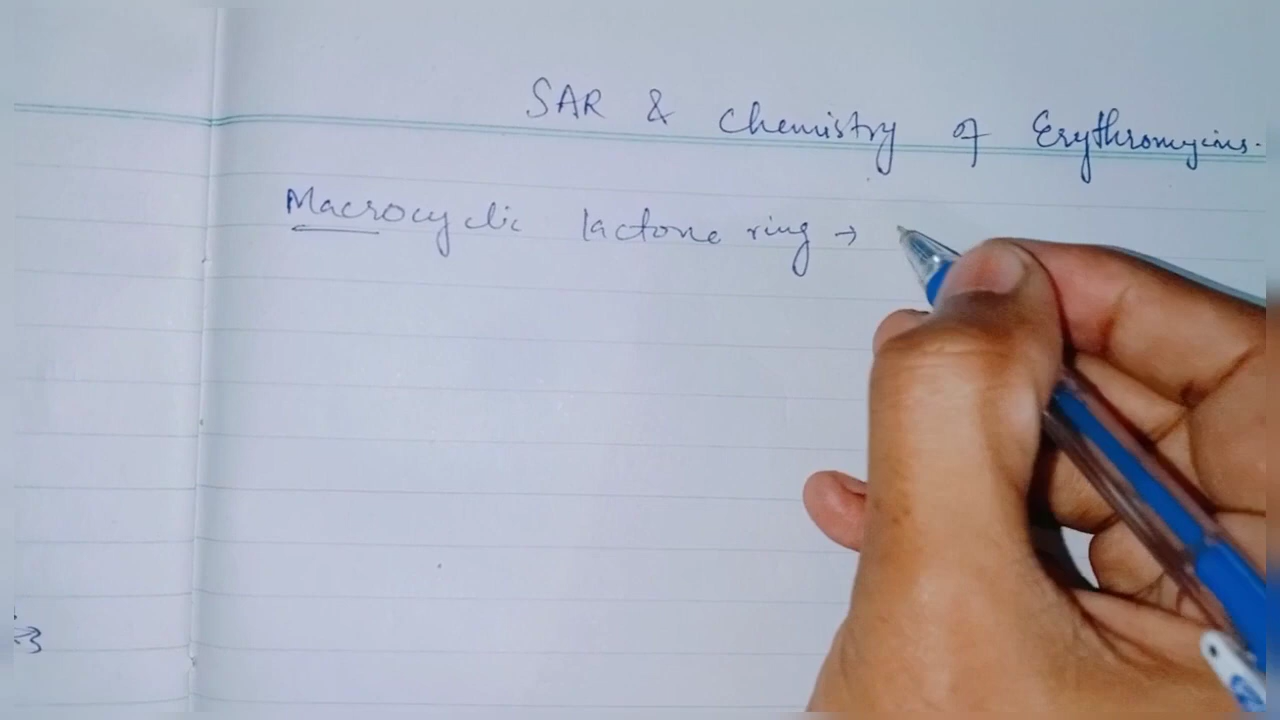 SAR & Chemistry of Erythromycins.
Macrocyclic lactone ring →